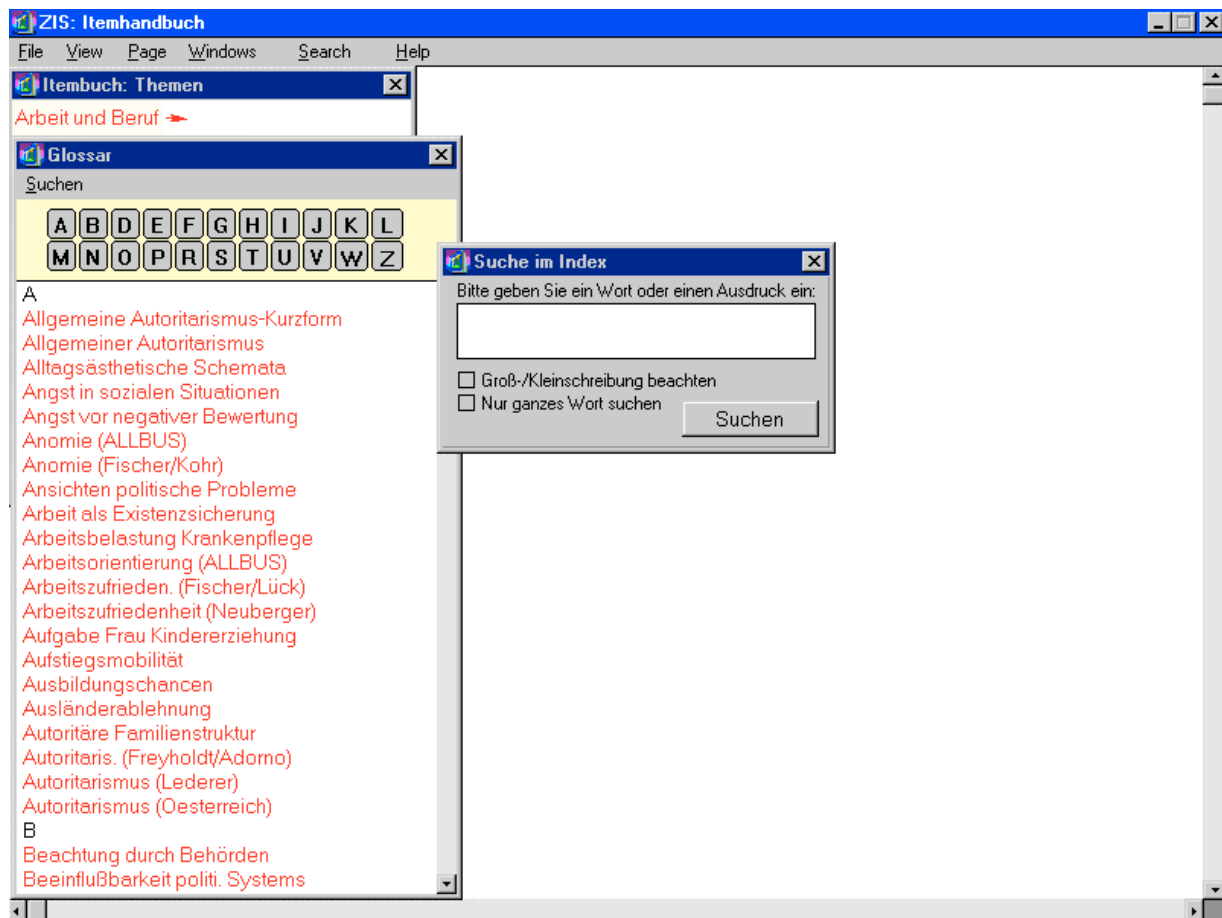 ZIS: Itemhandbuch
File View Page Windows Search Help
Itembuch: Themen
Arbeit und Beruf
Glossar
Suchen
A B D E F G H I J K L
M N O P R S T U V W Z
A
Allgemeine Autoritarismus-Kurzform
Allgemeiner Autoritarismus
Alltagsästhetische Schemata
Angst in sozialen Situationen
Angst vor negativer Bewertung
Anomie (ALLBUS)
Anomie (Fischer/Kohr)
Ansichten politische Probleme
Arbeit als Existenzsicherung
Arbeitsbelastung Krankenpflege
Arbeitsorientierung (ALLBUS)
Arbeitszufrieden. (Fischer/Lück)
Arbeitszufriedenheit (Neuberger)
Aufgabe Frau Kindererziehung
Aufstiegsmobilität
Ausbildungschancen
Ausländerablehnung
Autoritäre Familienstruktur
Autoritaris. (Freyholdt/Adorno)
Autoritarismus (Lederer)
Autoritarismus (Oesterreich)
B
Beachtung durch Behörden
Beeinflußbarkeit politi. Systems
Suche im Index
Bitte geben Sie ein Wort oder einen Ausdruck ein:
Groß-/Kleinschreibung beachten
Nur ganzes Wort suchen
Suchen